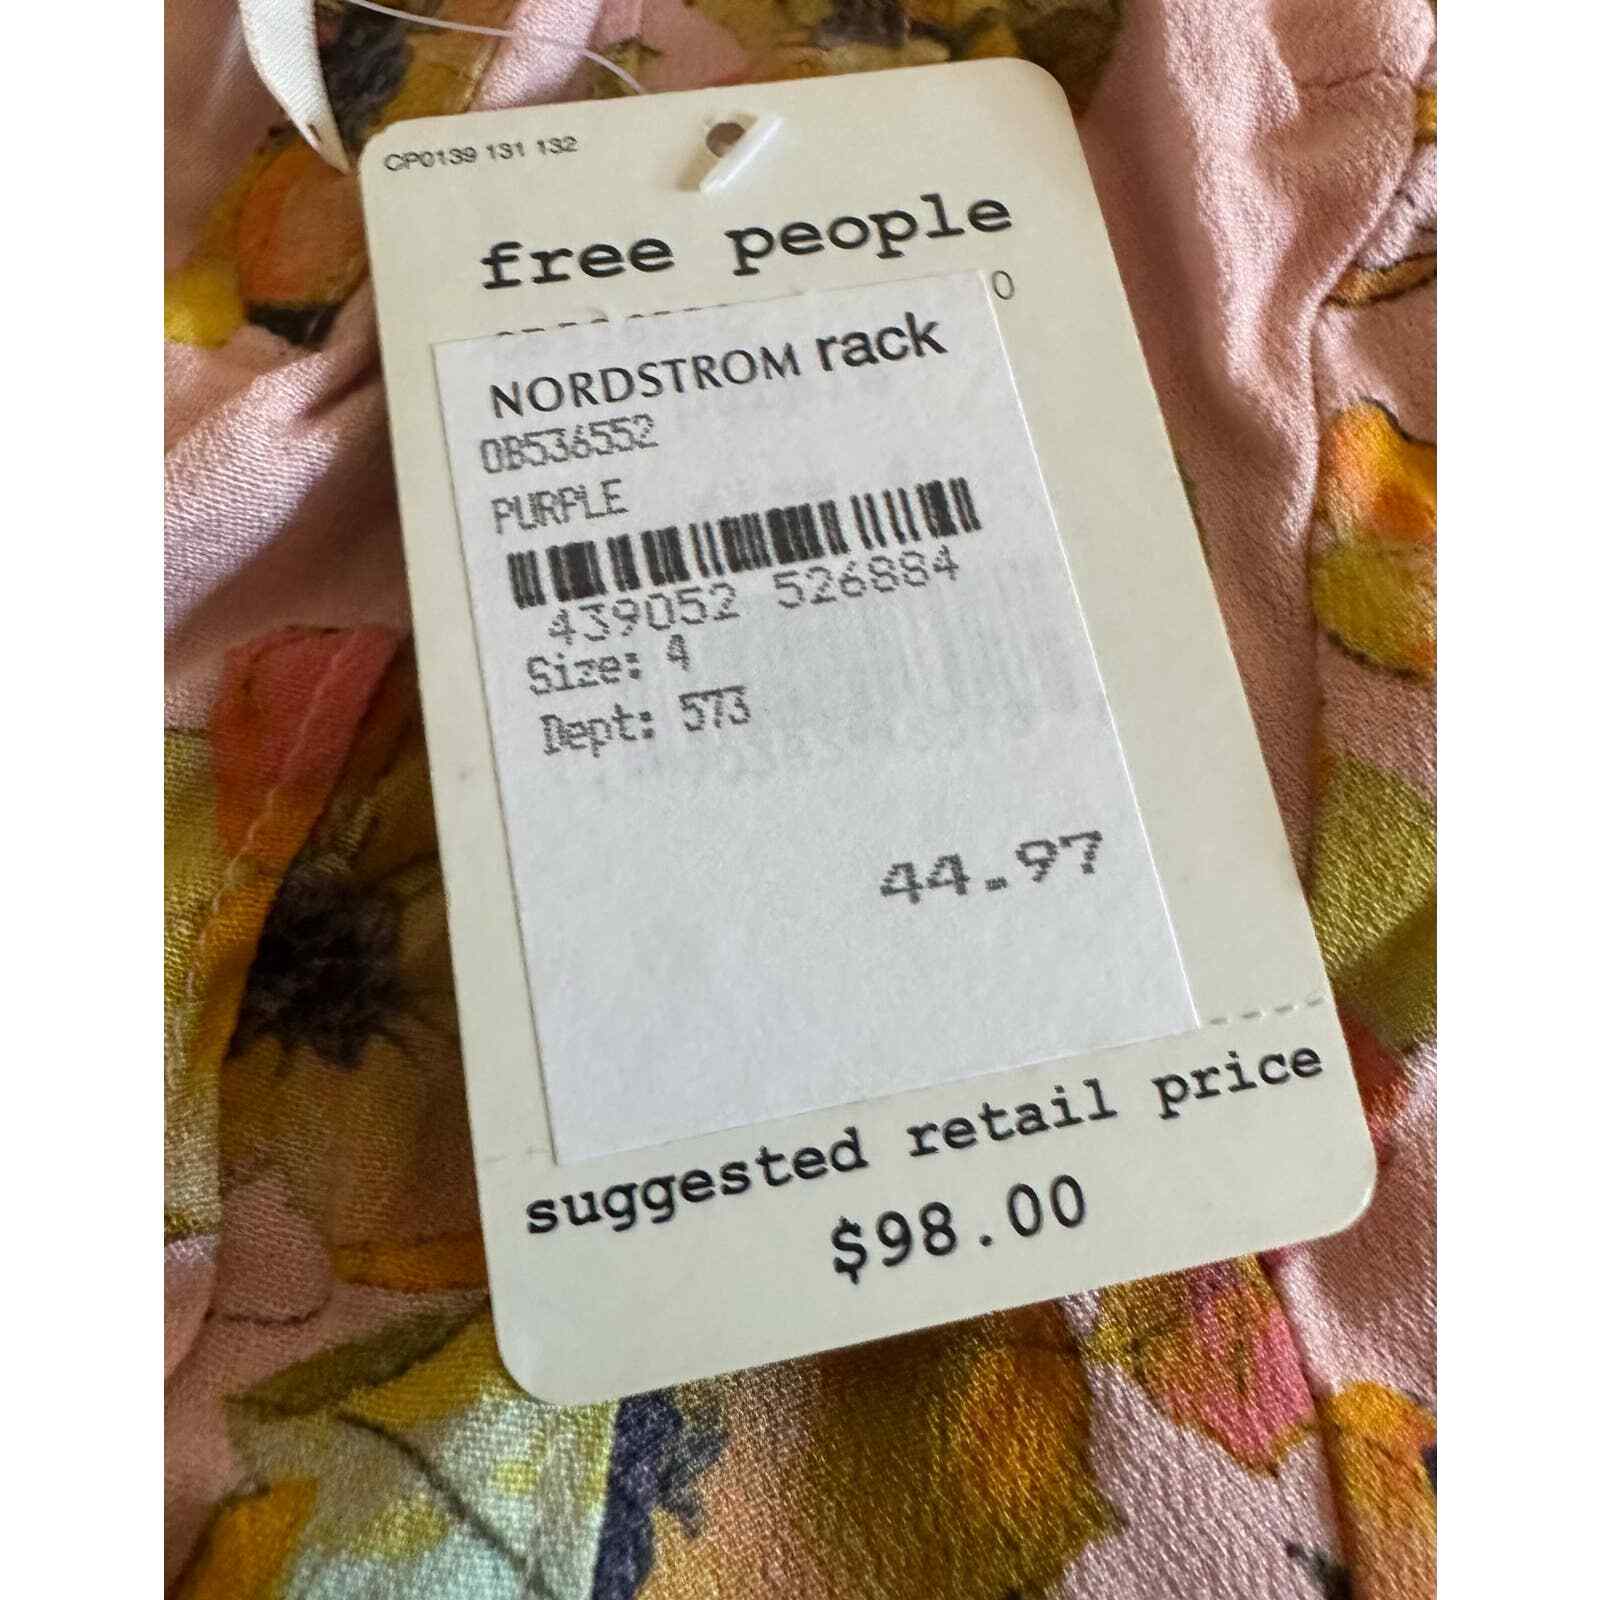 CP0139 131 132
free people
0
NORDSTROM rack
OB536552
PURPLE
439052 526884
Size: 4
Dept: 573
44.97
suggested retail price
$98.00